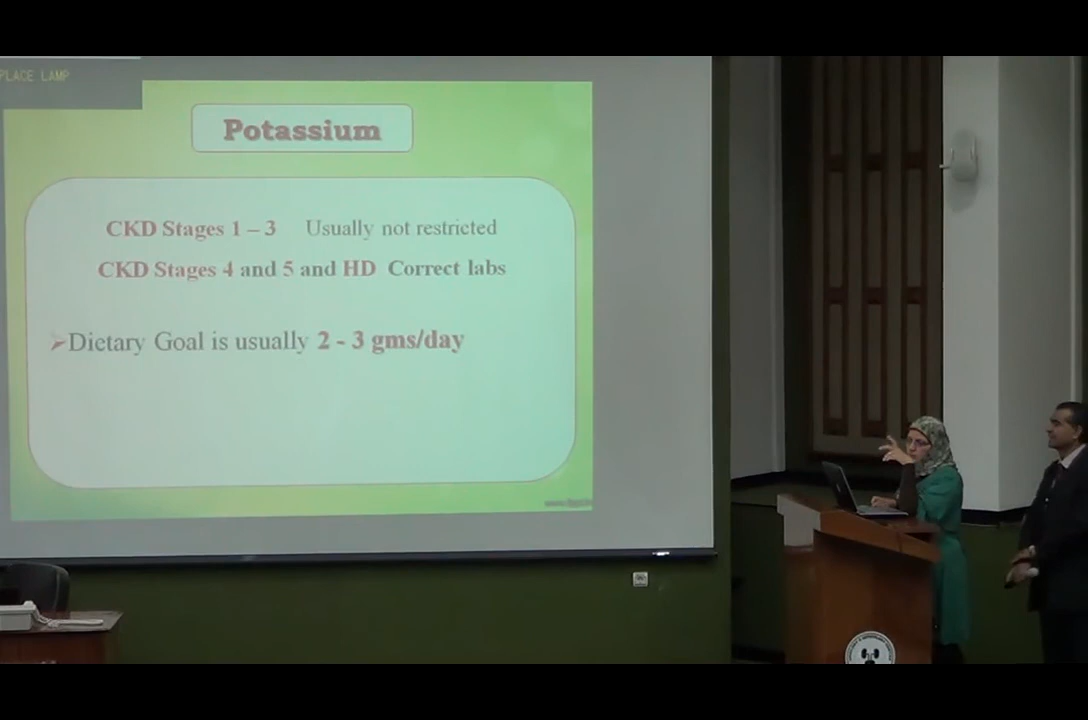 PLACE LAMP
Potassium
CKD Stages 1 – 3 Usually not restricted
CKD Stages 4 and 5 and HD Correct labs
➢Dietary Goal is usually 2 - 3 gms/day